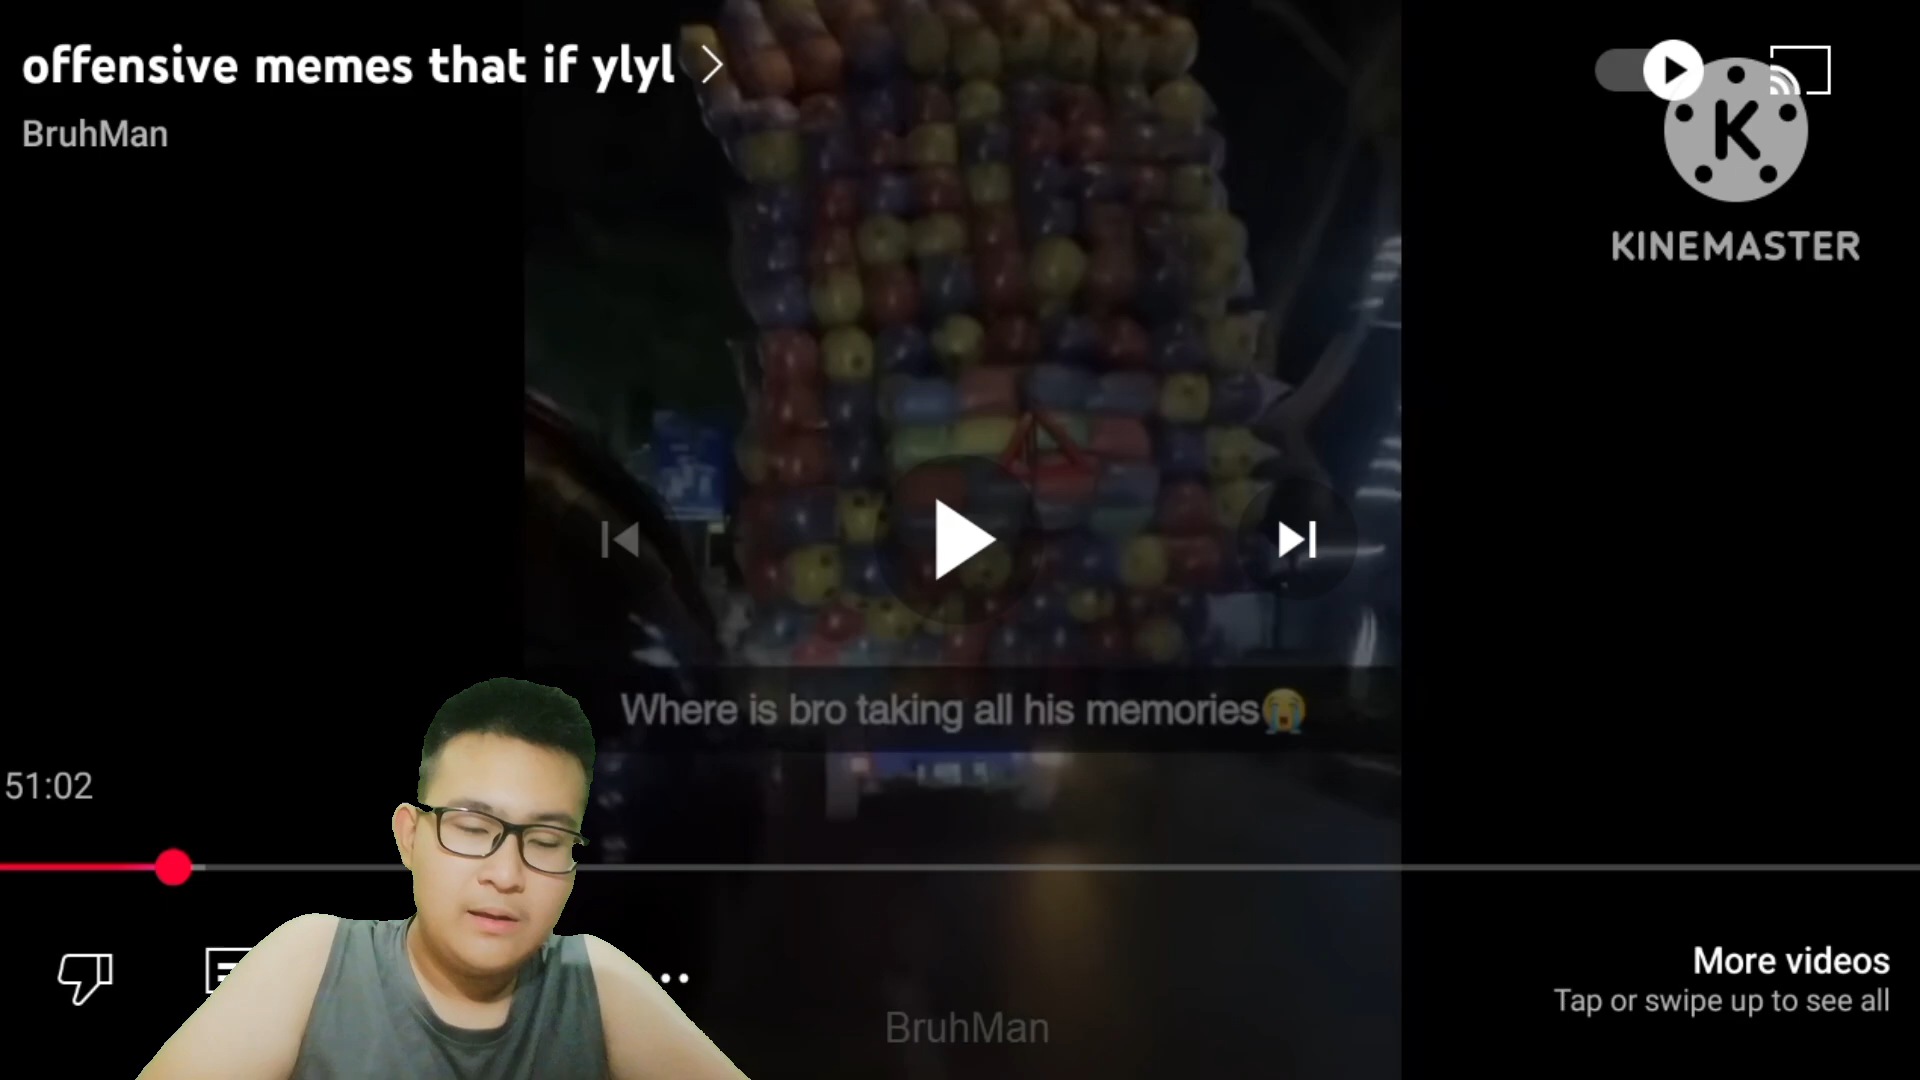 offensive memes that if ylyl
BruhMan
K
KINEMASTER
Where is bro taking all his memories😭
51:02
More videos
Tap or swipe up to see all
BruhMan